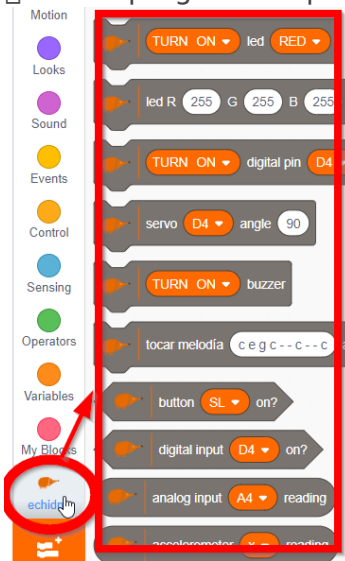 Motion
TURN ON led RED
Looks
led R 255 G 255 B 255
Sound
TURN ON digital pin D4
Events
servo D4 angle 90
Control
TURN ON buzzer
Sensing
tocar melodía c e g c - - c - - c
Operators
button SL on?
Variables
digital input D4 on?
My Blocks
analog input A4 reading
accelerometer x reading